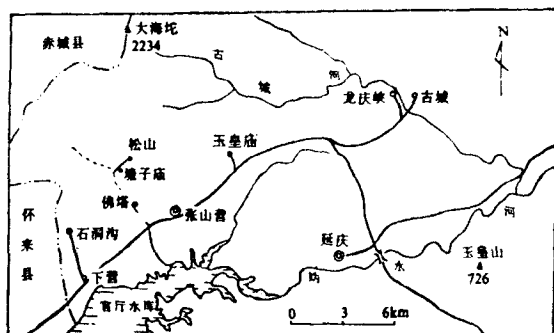 赤城县
大海坨
2234
古城河
N
龙庆峡
古城
松山
玉皇庙
塘子庙
佛塔
张山营
怀来县
石洞沟
下营
延庆
妫水河
玉皇山
726
官厅水库
0 3 6km